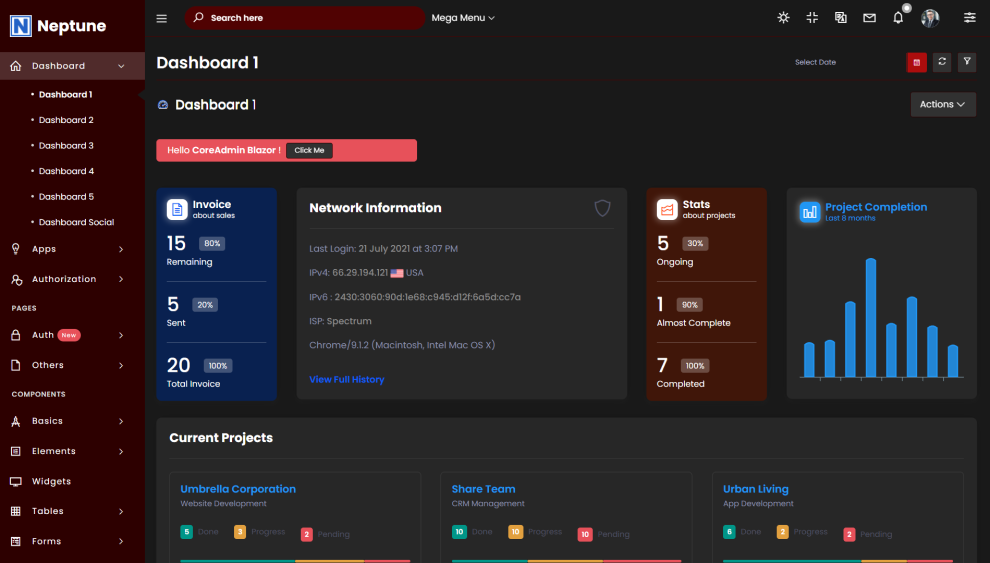 Neptune
Search here
Mega Menu
Dashboard
Dashboard 1
Dashboard 2
Dashboard 3
Dashboard 4
Dashboard 5
Dashboard Social
Apps
Authorization
PAGES
Auth New
Others
COMPONENTS
Basics
Elements
Widgets
Tables
Forms
Dashboard 1
Select Date
Dashboard 1
Actions
Hello CoreAdmin Blazor ! Click Me
Invoice
about sales
15 80%
Remaining
5 20%
Sent
20 100%
Total Invoice
Network Information
Last Login: 21 July 2021 at 3:07 PM
IPv4: 66.29.194.121 USA
IPv6 : 2430:3060:90d:1e68:c945:d12f:6a5d:cc7a
ISP: Spectrum
Chrome/9.1.2 (Macintosh, Intel Mac OS X)
View Full History
Stats
about projects
5 30%
Ongoing
1 90%
Almost Complete
7 100%
Completed
Project Completion
Last 8 months
Current Projects
Umbrella Corporation
Website Development
5 Done 3 Progress 2 Pending
Share Team
CRM Management
10 Done 10 Progress 10 Pending
Urban Living
App Development
6 Done 2 Progress 2 Pending